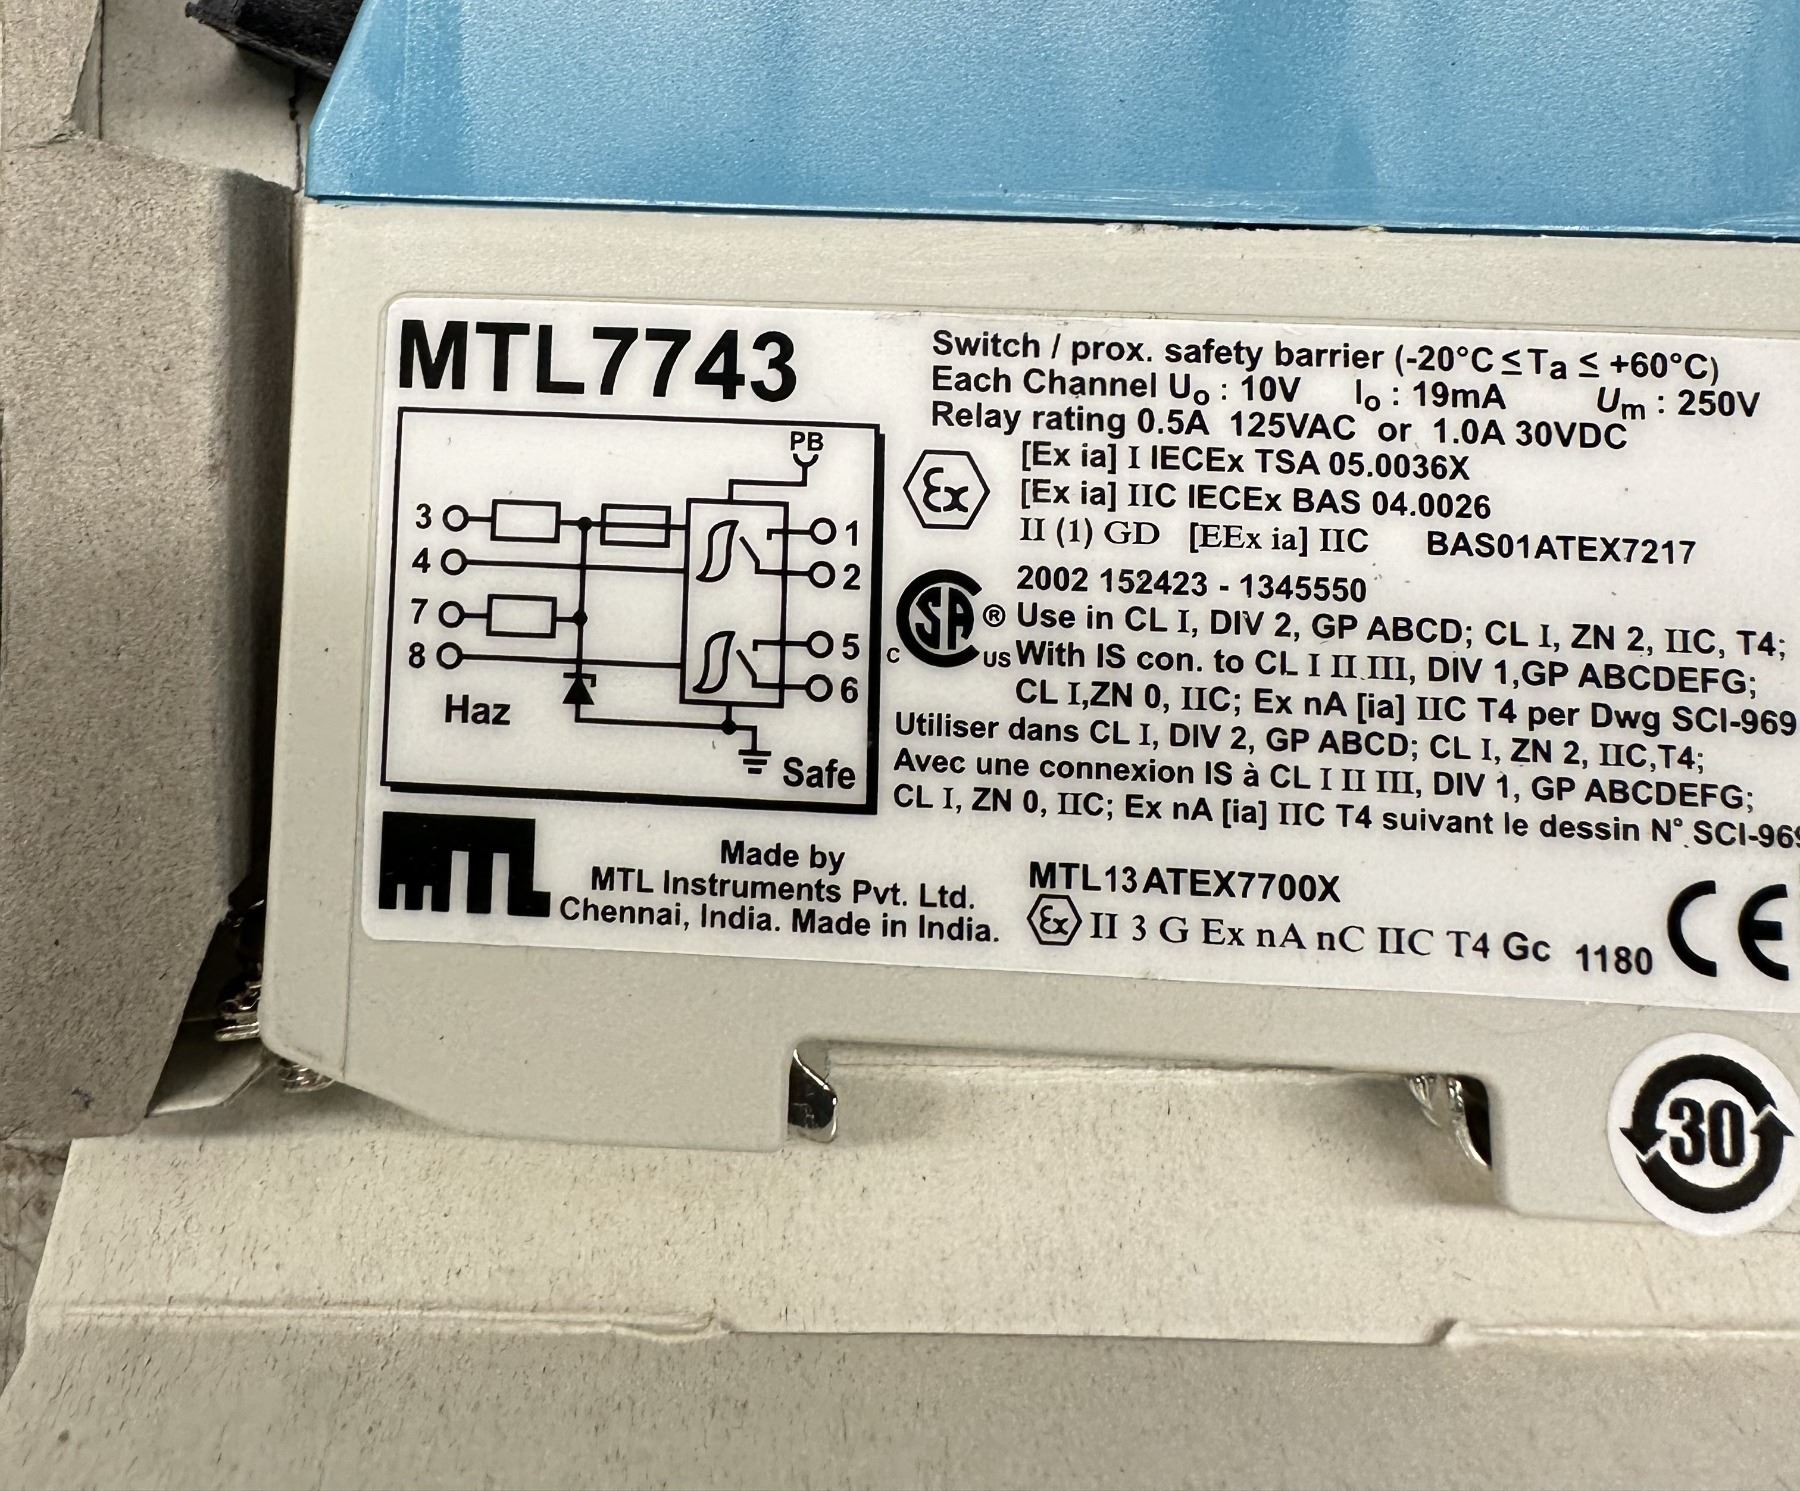 MTL7743
Switch / prox. safety barrier (-20°C ≤ Ta ≤ +60°C)
Each Channel Uo : 10V Io : 19mA Um : 250V
Relay rating 0.5A 125VAC or 1.0A 30VDC
Ex
[Ex ia] I IECEx TSA 05.0036X
[Ex ia] IIC IECEx BAS 04.0026
II (1) GD [EEx ia] IIC BAS01ATEX7217
PB
3
4
7
8
1
2
5
6
Haz
Safe
2002 152423 - 1345550
C SA ® US
Use in CL I, DIV 2, GP ABCD; CL I, ZN 2, IIC, T4;
With IS con. to CL I II III, DIV 1,GP ABCDEFG;
CL I,ZN 0, IIC; Ex nA [ia] IIC T4 per Dwg SCI-969
Utiliser dans CL I, DIV 2, GP ABCD; CL I, ZN 2, IIC,T4;
Avec une connexion IS à CL I II III, DIV 1, GP ABCDEFG;
CL I, ZN 0, IIC; Ex nA [ia] IIC T4 suivant le dessin N° SCI-969
MTL
Made by
MTL Instruments Pvt. Ltd.
Chennai, India. Made in India.
MTL13ATEX7700X
Ex II 3 G Ex nA nC IIC T4 Gc 1180 CE
30